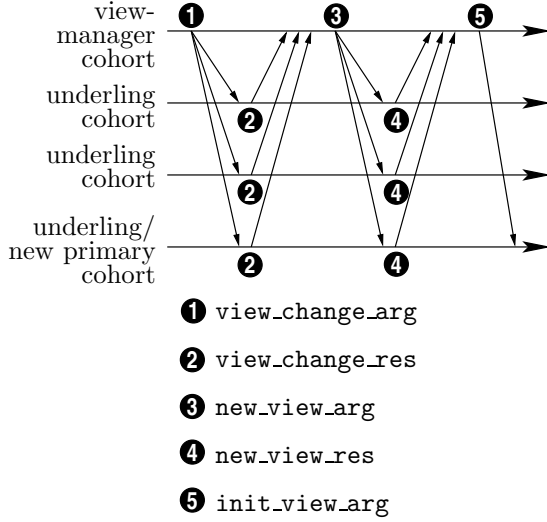 view-
manager
cohort
1
3
5
underling
cohort
2
4
underling
cohort
2
4
underling/
new primary
cohort
2
4
1 view_change_arg
2 view_change_res
3 new_view_arg
4 new_view_res
5 init_view_arg